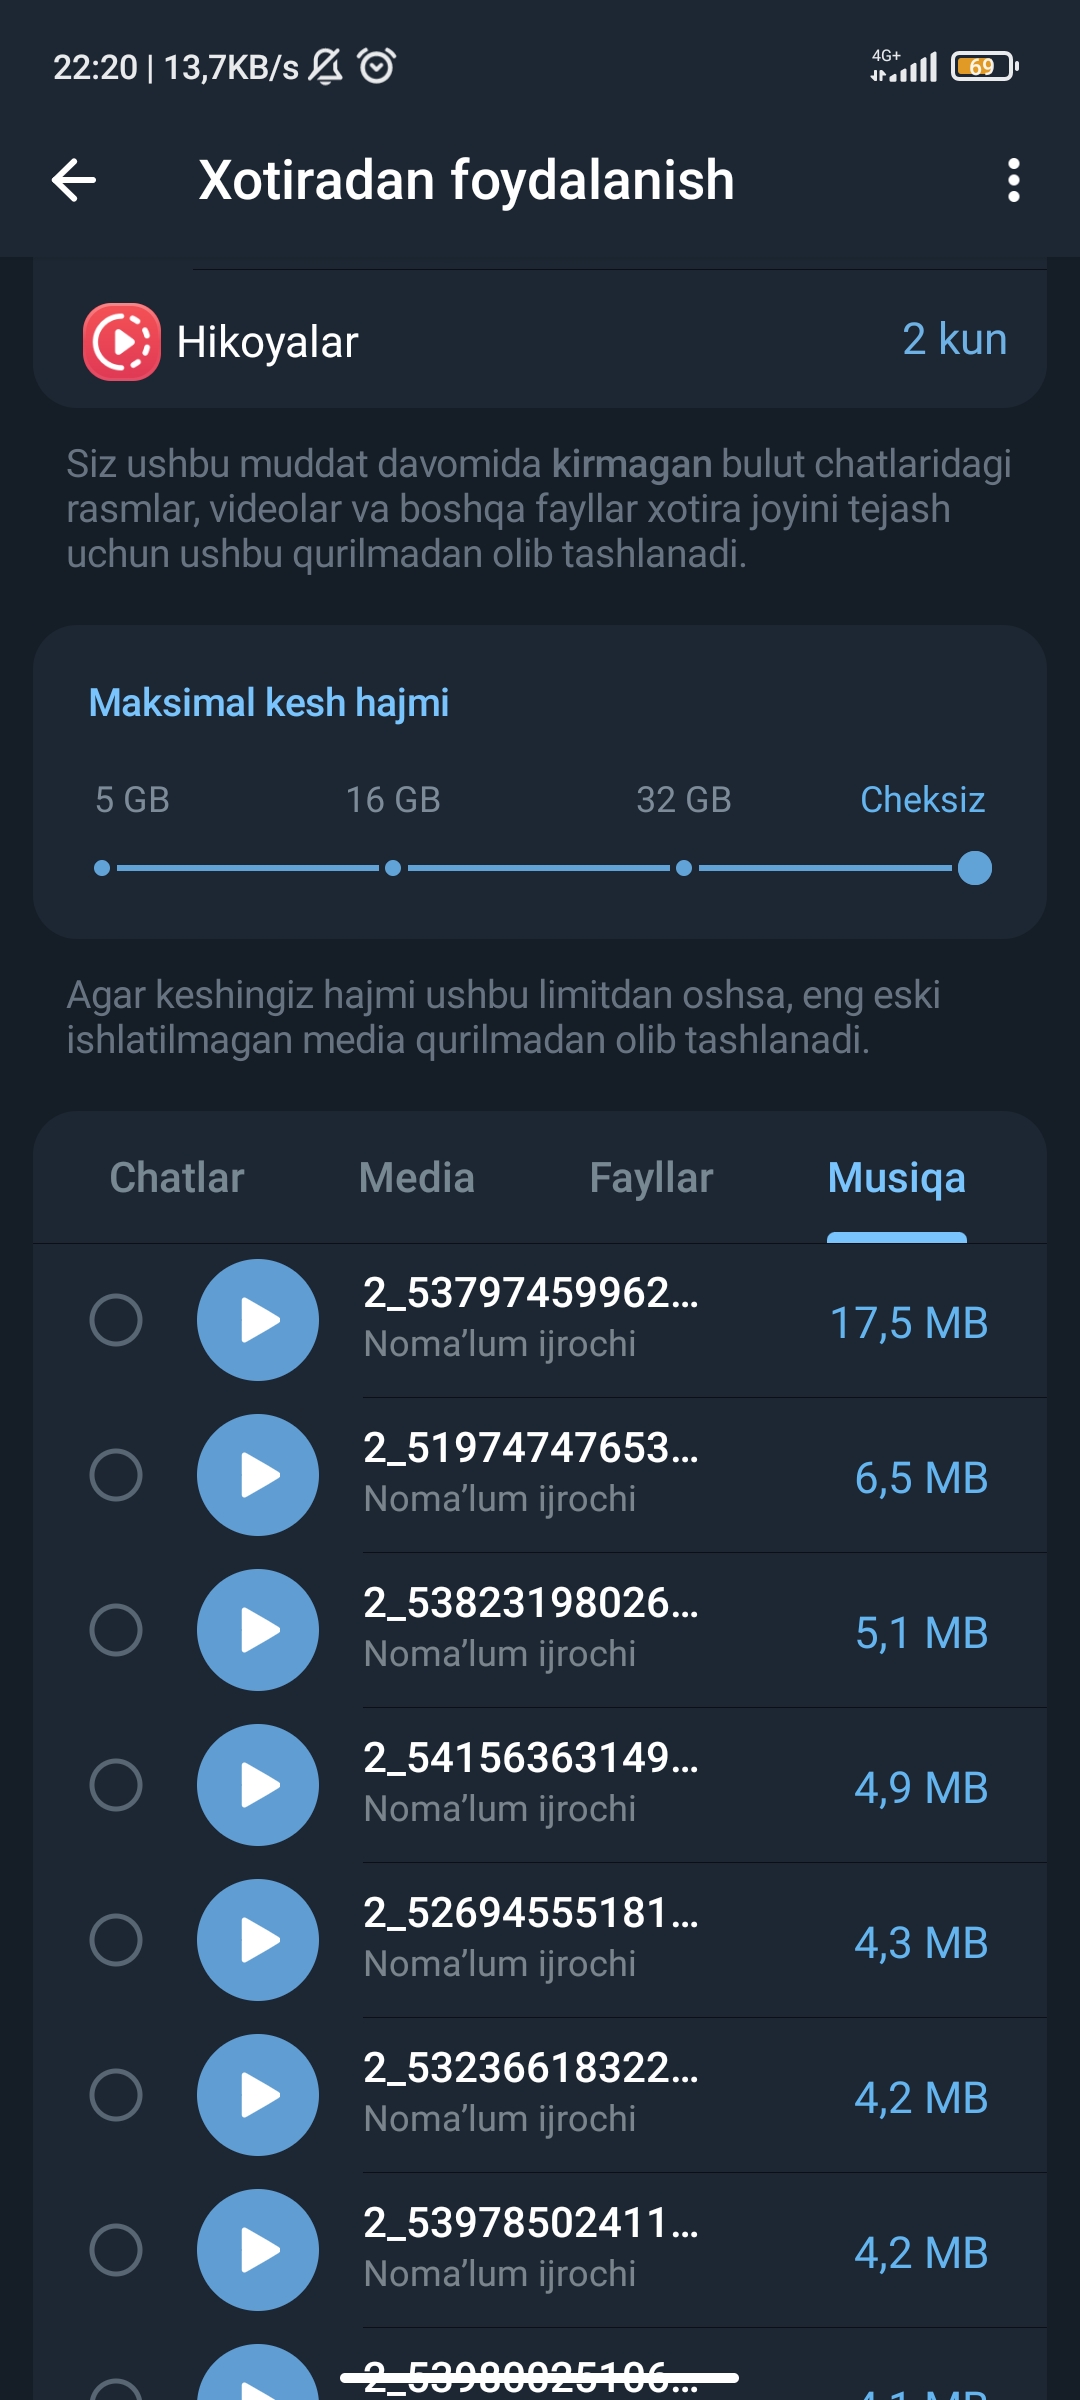 22:20 | 13,7KB/s
4G+
69
Xotiradan foydalanish
Hikoyalar 2 kun
Siz ushbu muddat davomida kirmagan bulut chatlaridagi
rasmlar, videolar va boshqa fayllar xotira joyini tejash
uchun ushbu qurilmadan olib tashlanadi.
Maksimal kesh hajmi
5 GB 16 GB 32 GB Cheksiz
Agar keshingiz hajmi ushbu limitdan oshsa, eng eski
ishlatilmagan media qurilmadan olib tashlanadi.
Chatlar Media Fayllar Musiqa
2_53797459962...
Noma’lum ijrochi
17,5 MB
2_51974747653...
Noma’lum ijrochi
6,5 MB
2_53823198026...
Noma’lum ijrochi
5,1 MB
2_54156363149...
Noma’lum ijrochi
4,9 MB
2_52694555181...
Noma’lum ijrochi
4,3 MB
2_53236618322...
Noma’lum ijrochi
4,2 MB
2_53978502411...
Noma’lum ijrochi
4,2 MB